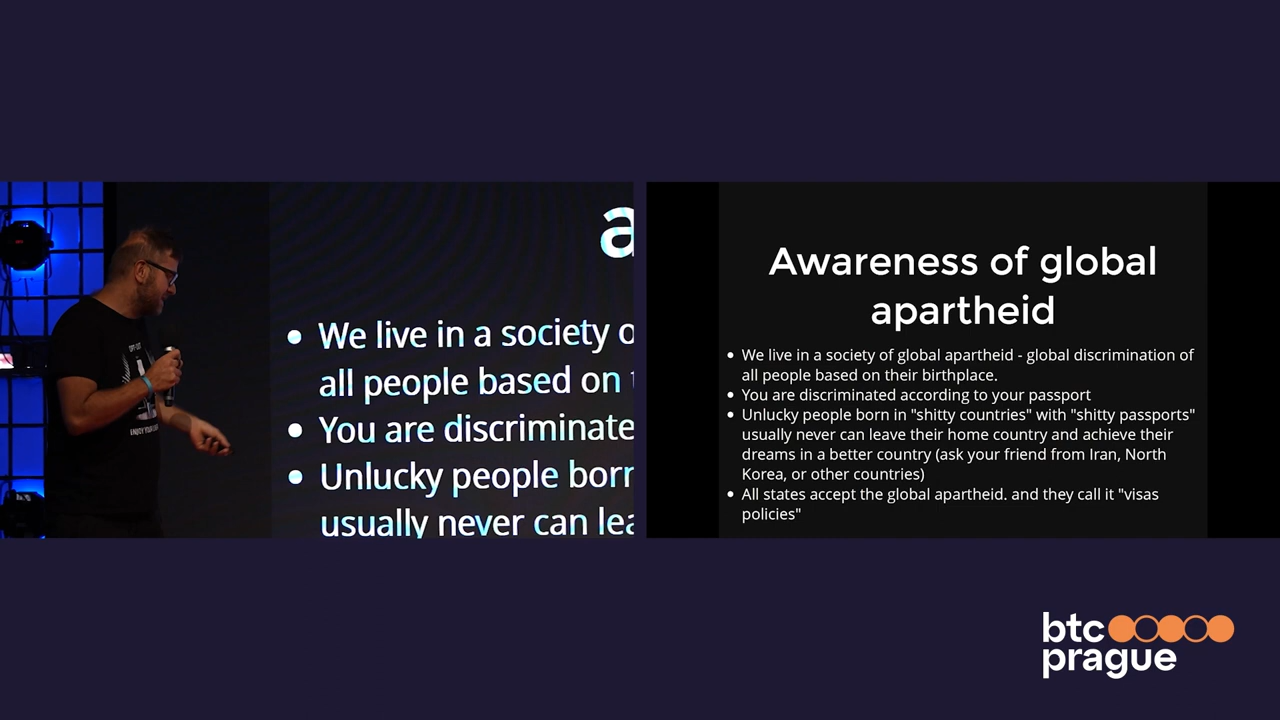 a
• We live in a society o
all people based on t
• You are discriminate
• Unlucky people born
usually never can lea
Awareness of global
apartheid
• We live in a society of global apartheid - global discrimination of
all people based on their birthplace.
• You are discriminated according to your passport
• Unlucky people born in "shitty countries" with "shitty passports"
usually never can leave their home country and achieve their
dreams in a better country (ask your friend from Iran, North
Korea, or other countries)
• All states accept the global apartheid. and they call it "visas
policies"
btc
prague